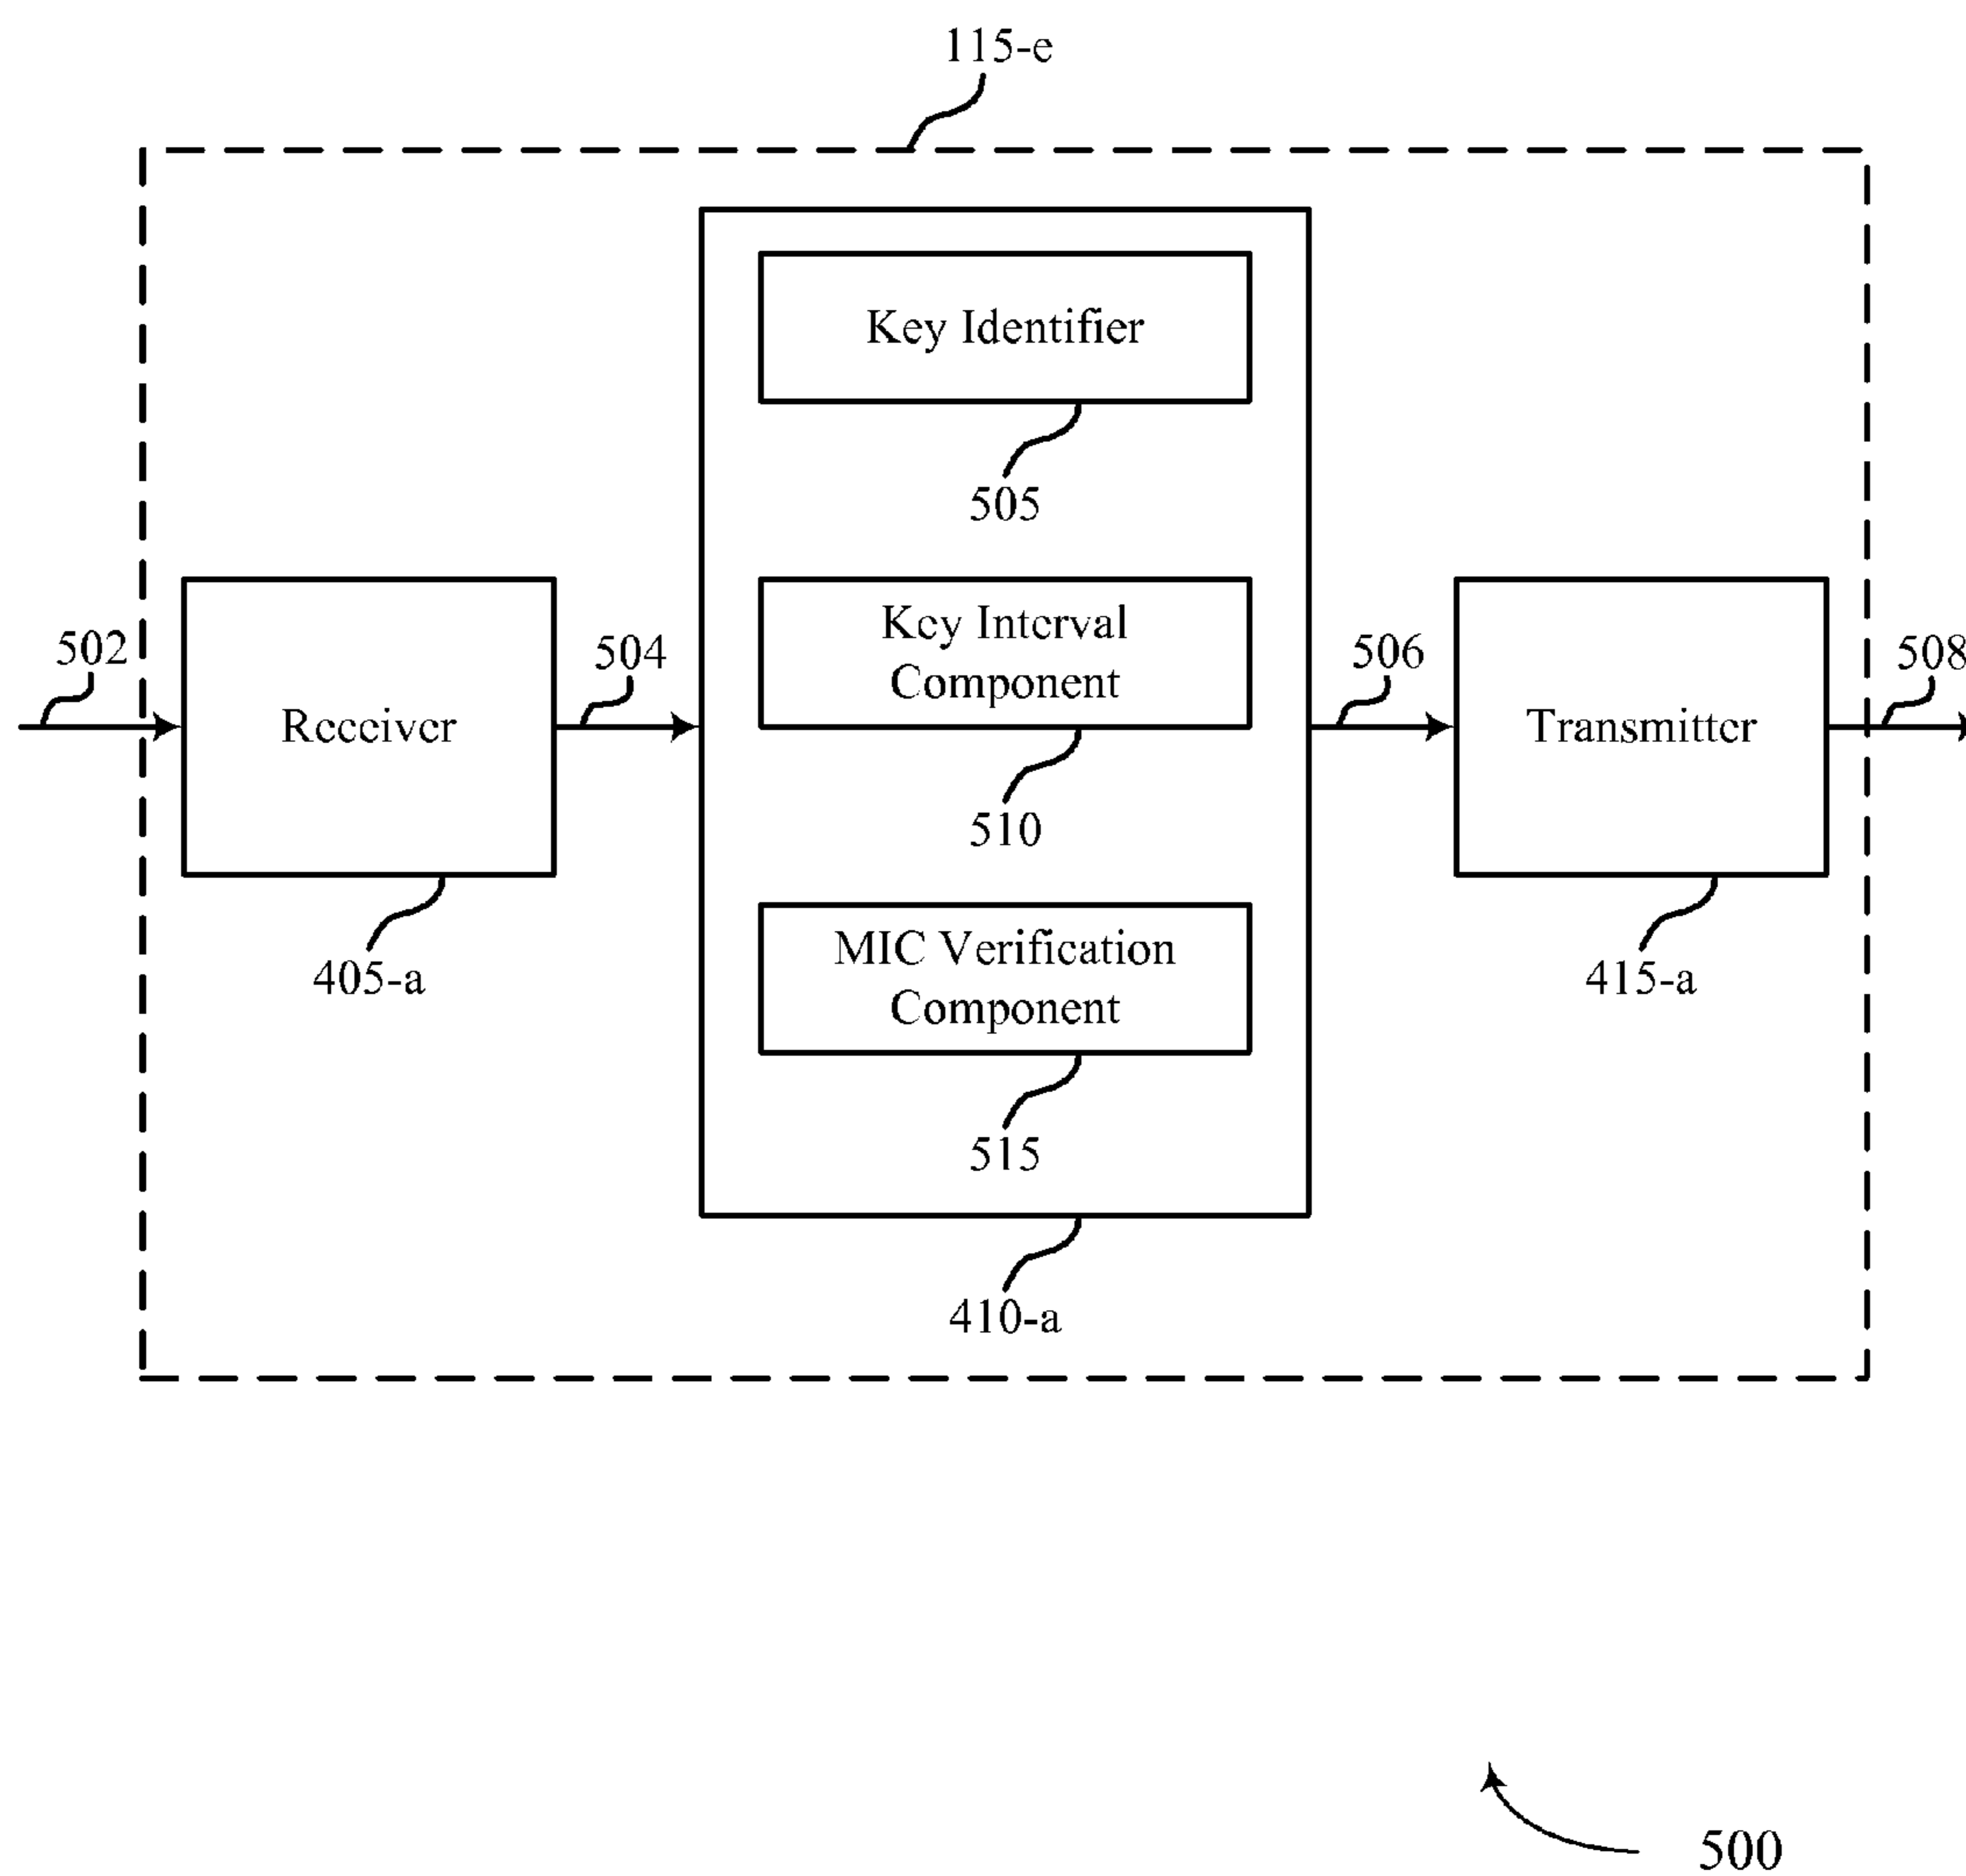 115-e
Key Identifier
505
502
504
Key Interval
Component
506
508
Receiver
Transmitter
510
405-a
MIC Verification
Component
415-a
515
410-a
500